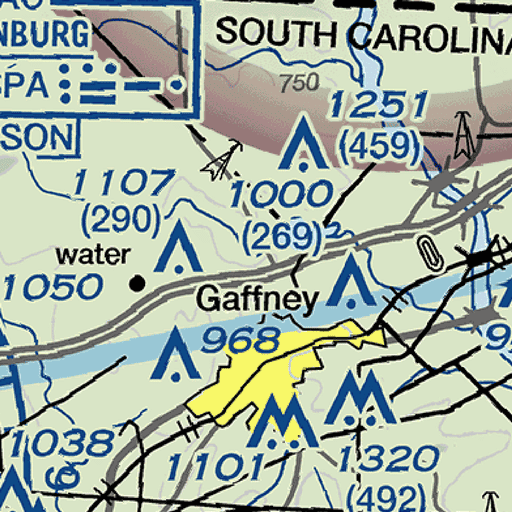 NBURG
SPA
SON
SOUTH CAROLINA
750
1251
(459)
1107
(290)
1000
(269)
water
1050
Gaffney
968
1038
1101
1320
(492)